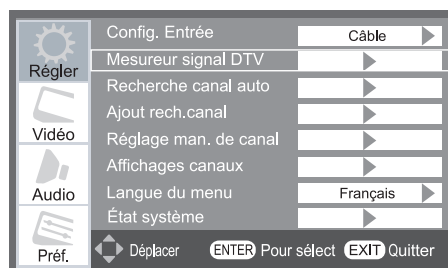 Régler
Vidéo
Audio
Préf.
Config. Entrée Câble
Mesureur signal DTV
Recherche canal auto
Ajout rech.canal
Réglage man. de canal
Affichages canaux
Langue du menu Français
État système
Déplacer ENTER Pour sélect EXIT Quitter